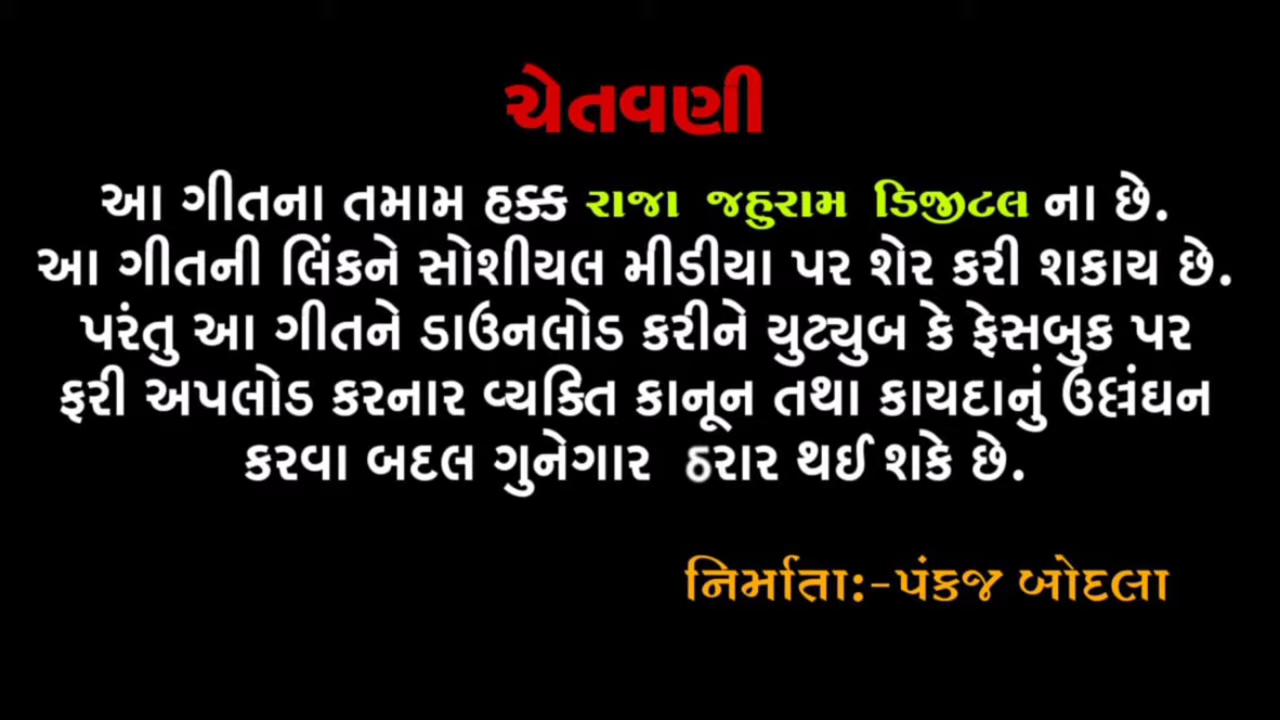 ચેતવણી
આ ગીતના તમામ હક્ક રાજા જહુરામ ડિજીટલ ના છે.
આ ગીતની લિંકને સોશીયલ મીડીયા પર શેર કરી શકાય છે.
પરંતુ આ ગીતને ડાઉનલોડ કરીને યુટ્યુબ કે ફેસબુક પર
ફરી અપલોડ કરનાર વ્યક્તિ કાનૂન તથા કાયદાનું ઉલ્લંઘન
કરવા બદલ ગુનેગાર ઠરાર થઈ શકે છે.
નિર્માતા:-પંકજ બોદલા